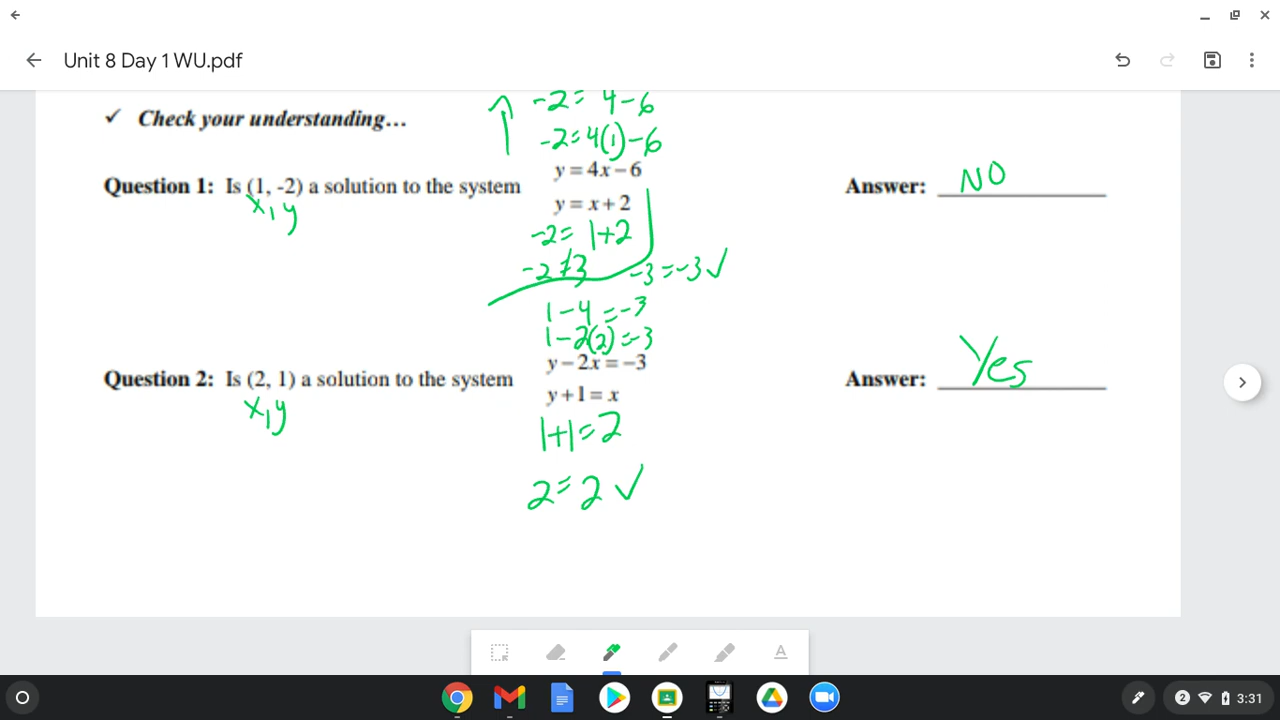 Unit 8 Day 1 WU.pdf
-2 = 4-6
✓ Check your understanding...
-2 = 4(1)-6
y = 4x - 6
Question 1: Is (1, -2) a solution to the system
Answer: NO
x, y
y = x + 2
-2 = 1+2
-2 ≠ 3
-3 = -3 ✓
1-4 = -3
1-2(2) = -3
y - 2x = -3
Question 2: Is (2, 1) a solution to the system
Answer: Yes
x, y
y + 1 = x
1+1 = 2
2 = 2 ✓
A
2
3:31